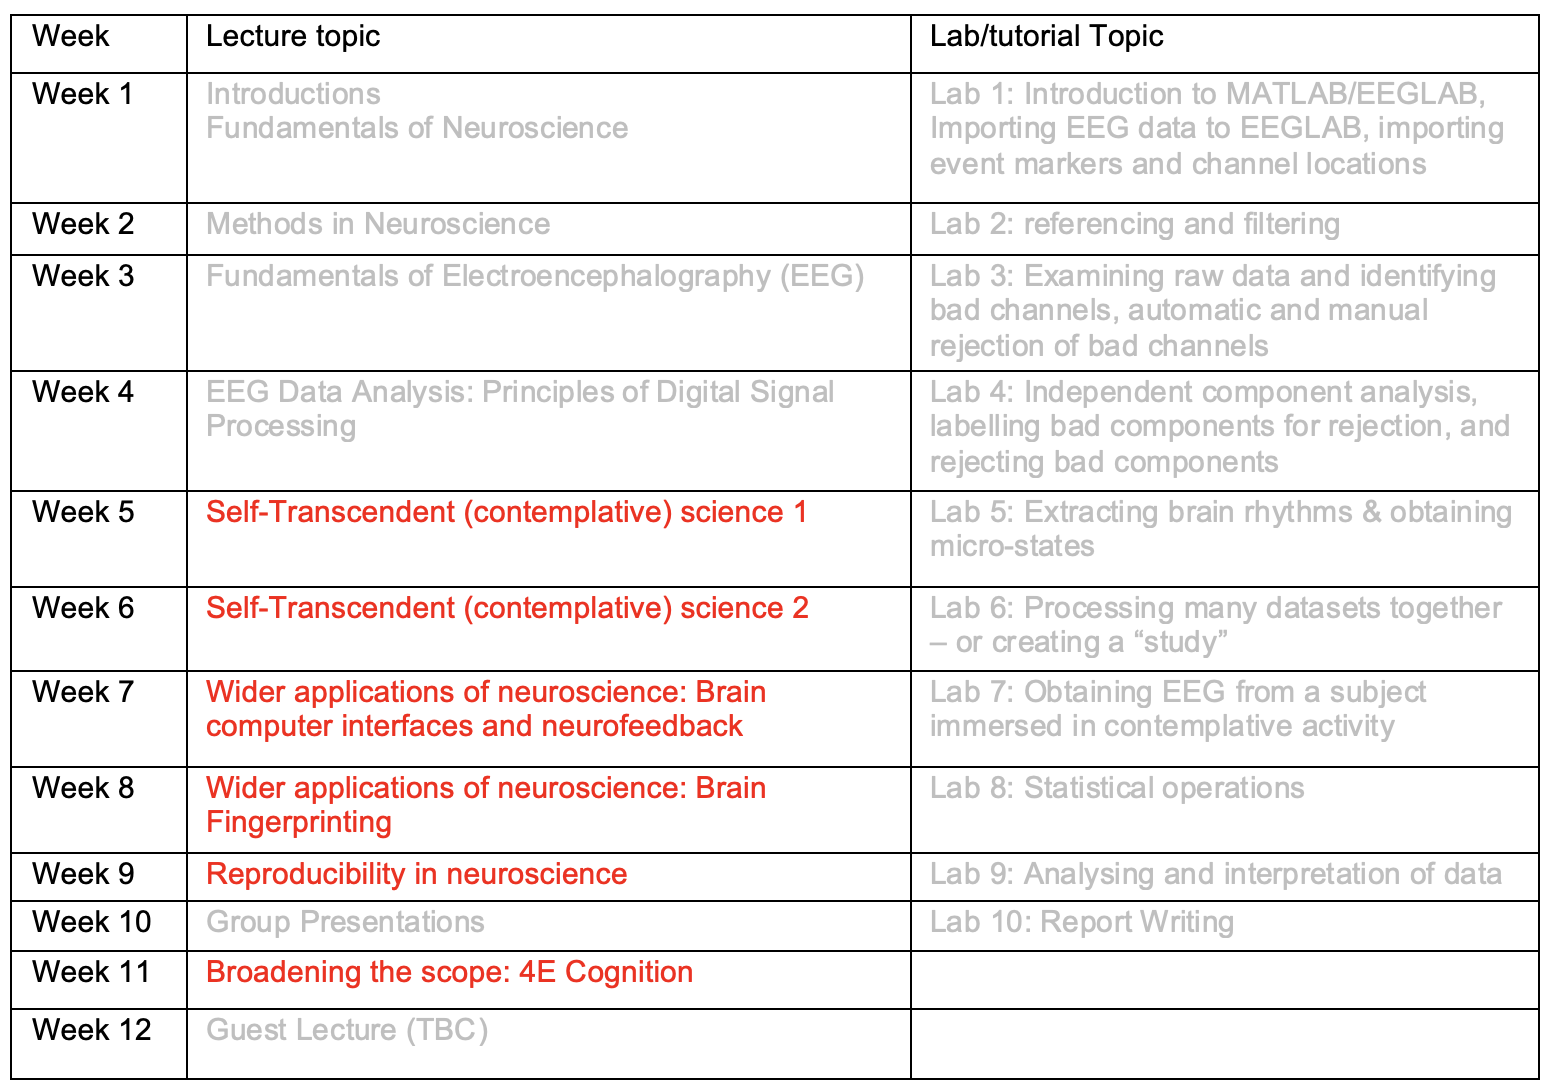 Week Lecture topic Lab/tutorial Topic
Week 1 Introductions Lab 1: Introduction to MATLAB/EEGLAB,
Fundamentals of Neuroscience Importing EEG data to EEGLAB, importing
event markers and channel locations
Week 2 Methods in Neuroscience Lab 2: referencing and filtering
Week 3 Fundamentals of Electroencephalography (EEG) Lab 3: Examining raw data and identifying
bad channels, automatic and manual
rejection of bad channels
Week 4 EEG Data Analysis: Principles of Digital Signal Lab 4: Independent component analysis,
Processing labelling bad components for rejection, and
rejecting bad components
Week 5 Self-Transcendent (contemplative) science 1 Lab 5: Extracting brain rhythms & obtaining
micro-states
Week 6 Self-Transcendent (contemplative) science 2 Lab 6: Processing many datasets together
– or creating a “study”
Week 7 Wider applications of neuroscience: Brain Lab 7: Obtaining EEG from a subject
computer interfaces and neurofeedback immersed in contemplative activity
Week 8 Wider applications of neuroscience: Brain Lab 8: Statistical operations
Fingerprinting
Week 9 Reproducibility in neuroscience Lab 9: Analysing and interpretation of data
Week 10 Group Presentations Lab 10: Report Writing
Week 11 Broadening the scope: 4E Cognition
Week 12 Guest Lecture (TBC)